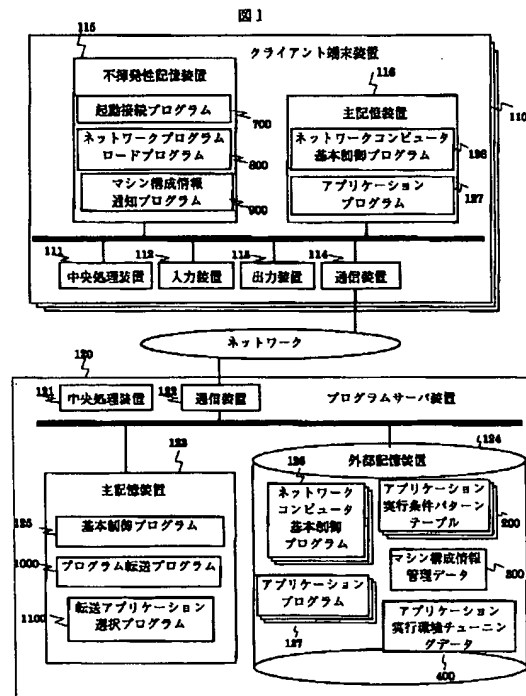 図1
115
クライアント端末装置
不揮発性記憶装置
116
主記憶装置
110
起動接続プログラム
700
ネットワークプログラム
ロードプログラム
800
マシン構成情報
通知プログラム
900
ネットワークコンピュータ
基本制御プログラム
126
アプリケーション
プログラム
127
111
中央処理装置
112
入力装置
113
出力装置
114
通信装置
ネットワーク
120
121
中央処理装置
122
通信装置
プログラムサーバ装置
123
主記憶装置
125
基本制御プログラム
1000
プログラム転送プログラム
1100
転送アプリケーション
選択プログラム
124
外部記憶装置
126
ネットワーク
コンピュータ
基本制御
プログラム
アプリケーション
実行条件パターン
テーブル
200
マシン構成情報
管理データ
300
アプリケーション
プログラム
127
アプリケーション
実行環境チューニン
グデータ
400